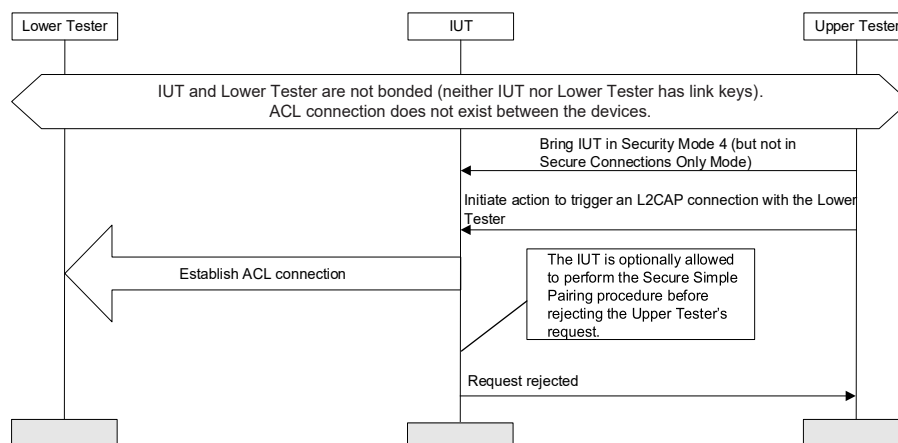 Lower Tester
IUT
Upper Tester
IUT and Lower Tester are not bonded (neither IUT nor Lower Tester has link keys).
ACL connection does not exist between the devices.
Bring IUT in Security Mode 4 (but not in
Secure Connections Only Mode)
Initiate action to trigger an L2CAP connection with the Lower
Tester
Establish ACL connection
The IUT is optionally allowed
to perform the Secure Simple
Pairing procedure before
rejecting the Upper Tester's
request.
Request rejected